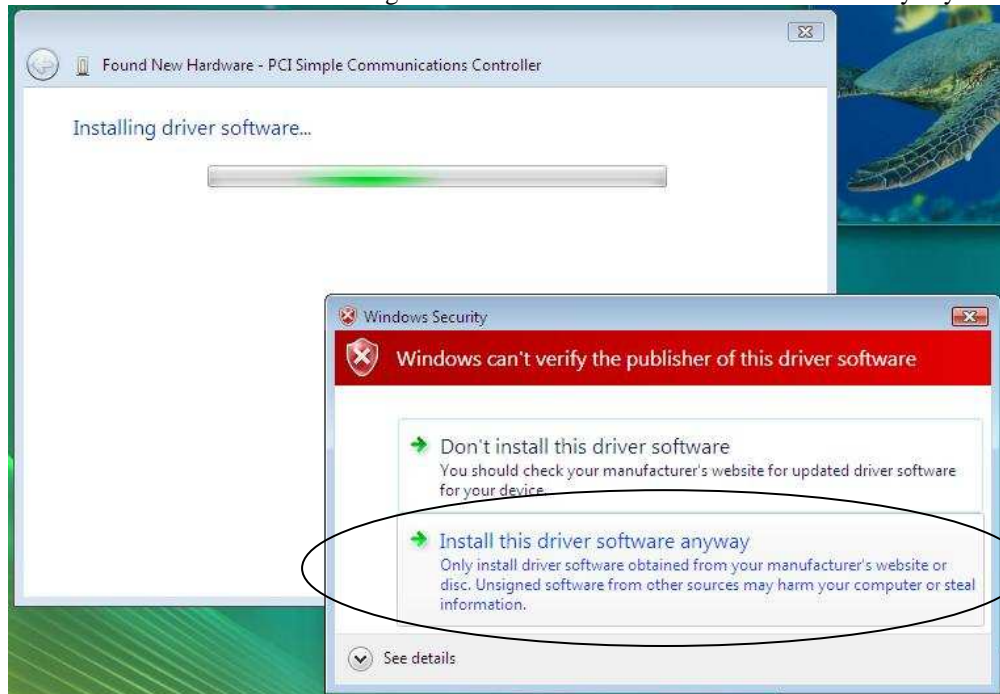 Found New Hardware - PCI Simple Communications Controller
Installing driver software...
Windows Security
Windows can't verify the publisher of this driver software
Don't install this driver software
You should check your manufacturer's website for updated driver software
for your device.
Install this driver software anyway
Only install driver software obtained from your manufacturer's website or
disc. Unsigned software from other sources may harm your computer or steal
information.
See details